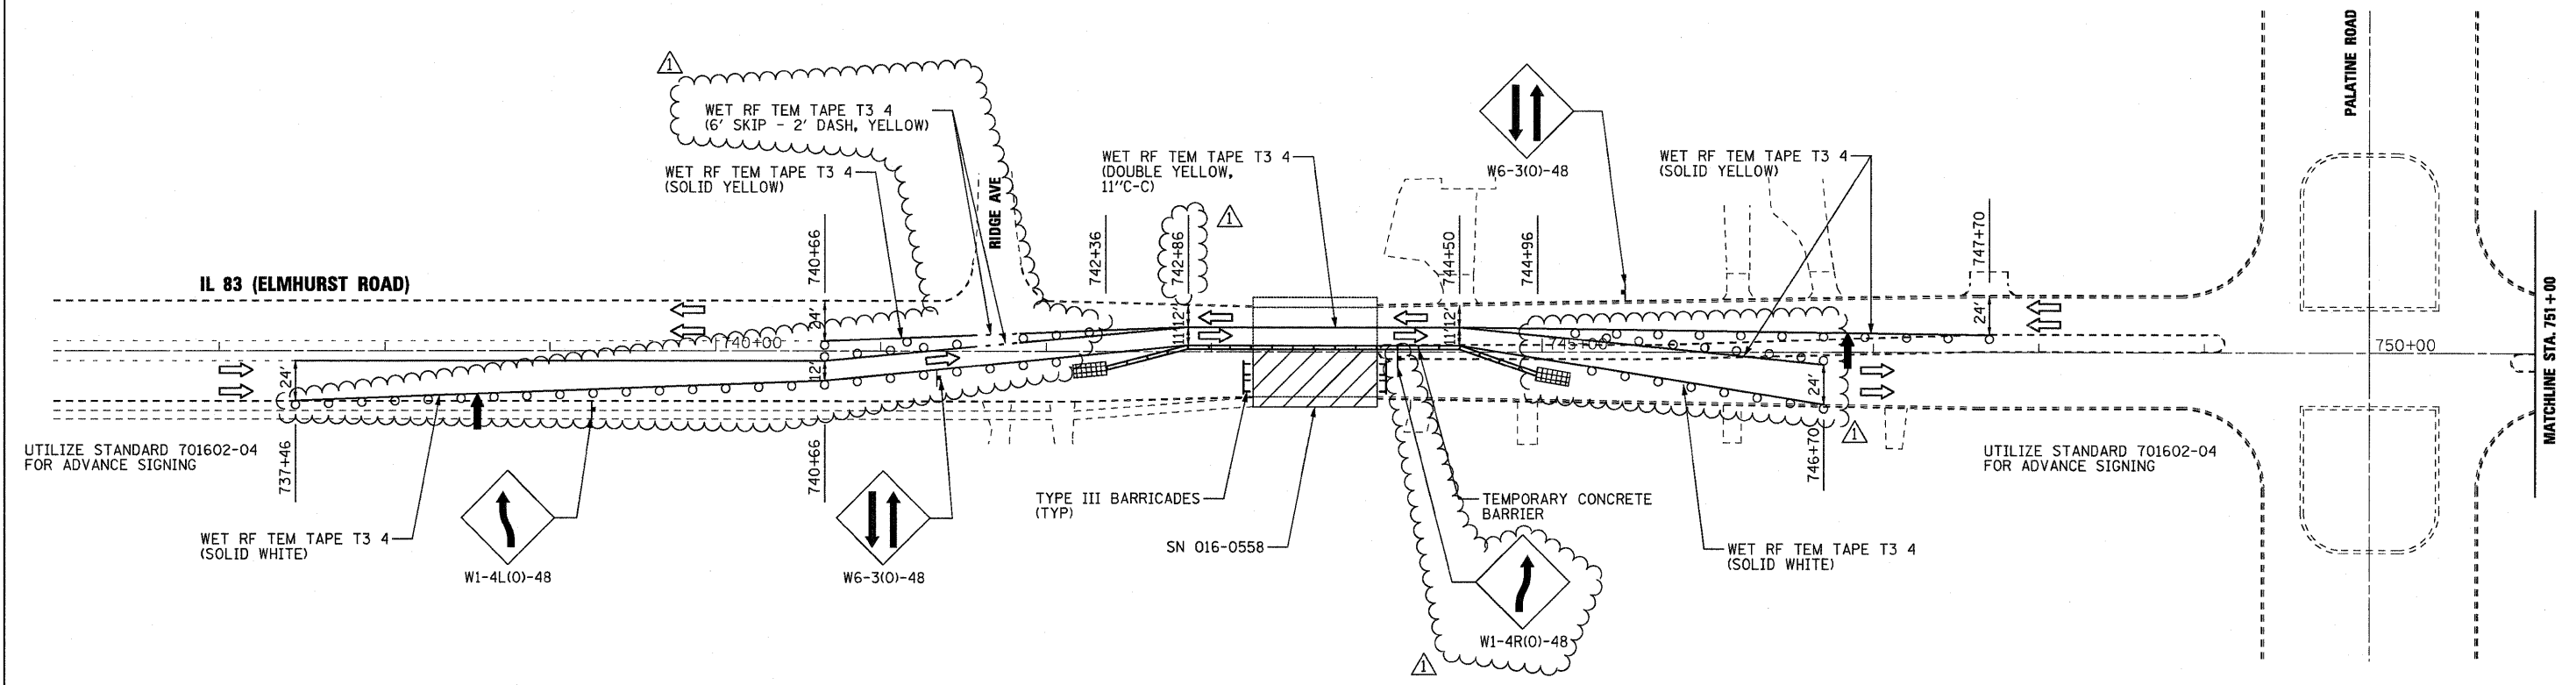 PALATINE ROAD
1
WET RF TEM TAPE T3 4
(6' SKIP - 2' DASH, YELLOW)
WET RF TEM TAPE T3 4
(SOLID YELLOW)
RIDGE AVE
WET RF TEM TAPE T3 4
(DOUBLE YELLOW,
11"C-C)
1
W6-3(O)-48
WET RF TEM TAPE T3 4
(SOLID YELLOW)
740+66
742+36
742+86
744+50
744+96
747+70
IL 83 (ELMHURST ROAD)
24'
12'
11'
12'
11'
24'
740+00
745+00
750+00
24'
12'
24'
MATCHLINE STA. 751+00
UTILIZE STANDARD 701602-04
FOR ADVANCE SIGNING
737+46
740+66
746+70
1
UTILIZE STANDARD 701602-04
FOR ADVANCE SIGNING
WET RF TEM TAPE T3 4
(SOLID WHITE)
W1-4L(O)-48
W6-3(O)-48
TYPE III BARRICADES
(TYP)
SN 016-0558
TEMPORARY CONCRETE
BARRIER
WET RF TEM TAPE T3 4
(SOLID WHITE)
W1-4R(O)-48
1